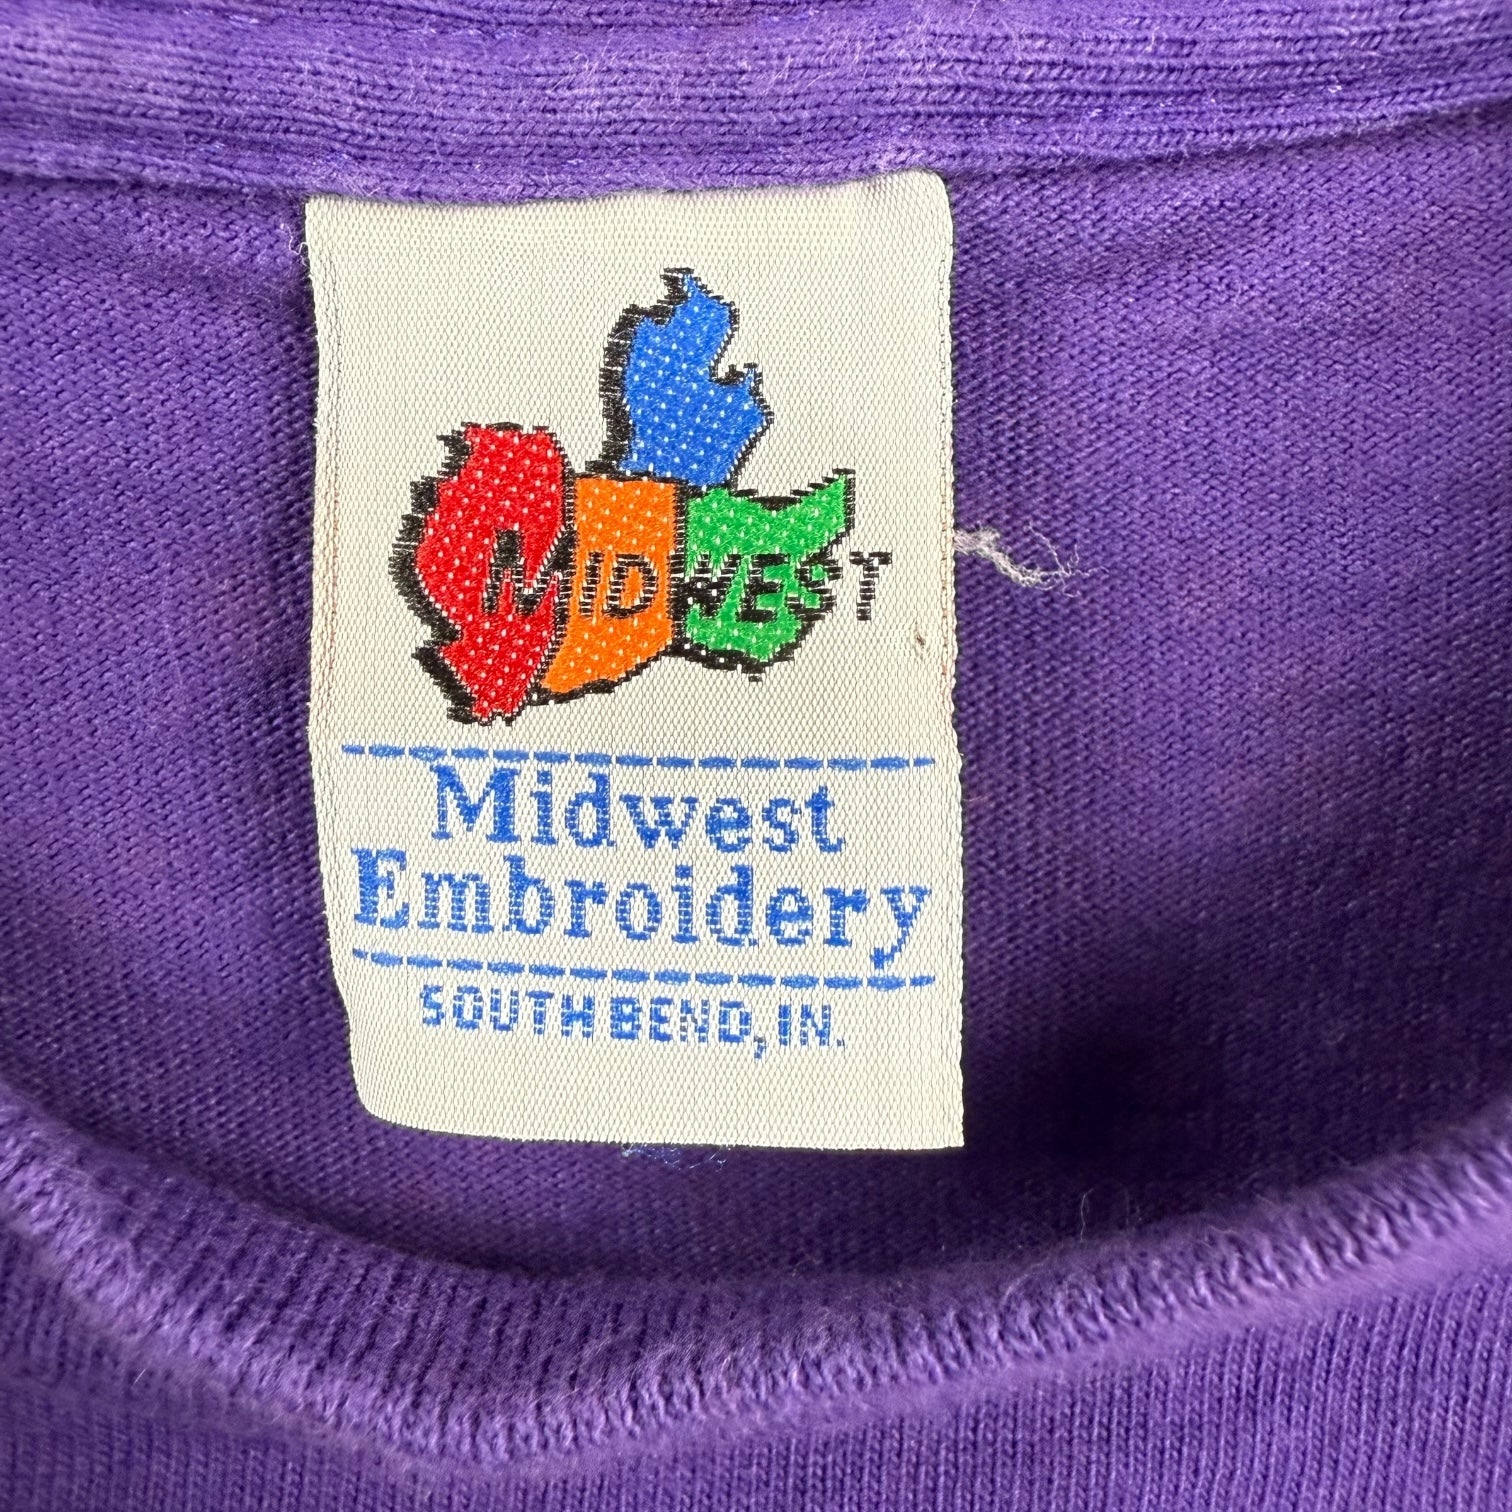 MIDWEST
Midwest
Embroidery
SOUTH BEND, IN.